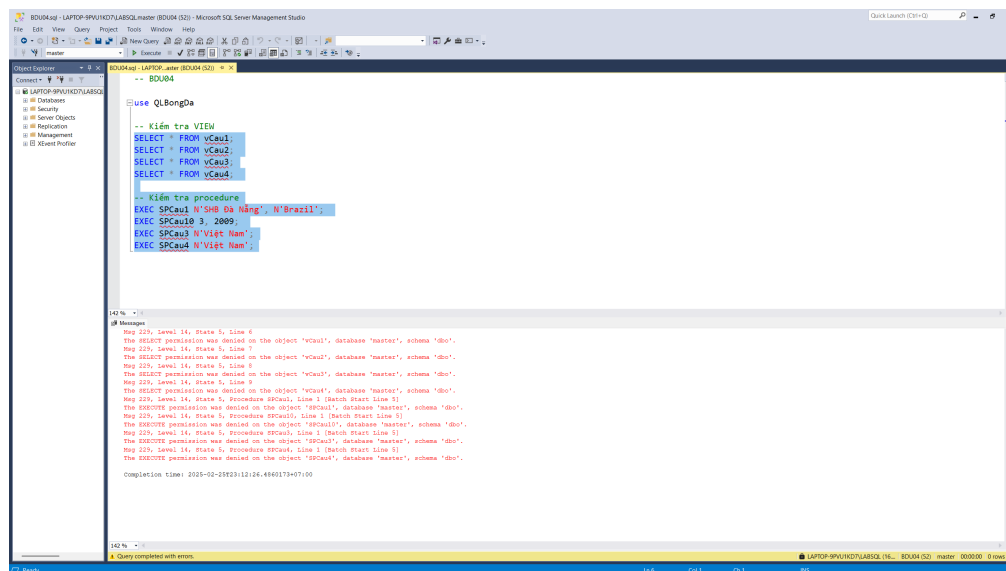 BDU04.sql - LAPTOP-9PVU1KD7\LABSQL.master (BDU04 (52)) - Microsoft SQL Server Management Studio
Quick Launch (Ctrl+Q)
File Edit View Query Project Tools Window Help
New Query
master
Execute
Object Explorer
BDU04.sql - LAPTOP...aster (BDU04 (52))
Connect
LAPTOP-9PVU1KD7\LABSQL
Databases
Security
Server Objects
Replication
Management
XEvent Profiler
-- BDU04
use QLBongDa
-- Kiểm tra VIEW
SELECT * FROM vCau1;
SELECT * FROM vCau2;
SELECT * FROM vCau3;
SELECT * FROM vCau4;
-- Kiểm tra procedure
EXEC SPCau1 N'SHB Đà Nẵng', N'Brazil';
EXEC SPCau10 3, 2009;
EXEC SPCau3 N'Việt Nam';
EXEC SPCau4 N'Việt Nam';
142 %
Messages
Msg 229, Level 14, State 5, Line 6
The SELECT permission was denied on the object 'vCau1', database 'master', schema 'dbo'.
Msg 229, Level 14, State 5, Line 7
The SELECT permission was denied on the object 'vCau2', database 'master', schema 'dbo'.
Msg 229, Level 14, State 5, Line 8
The SELECT permission was denied on the object 'vCau3', database 'master', schema 'dbo'.
Msg 229, Level 14, State 5, Line 9
The SELECT permission was denied on the object 'vCau4', database 'master', schema 'dbo'.
Msg 229, Level 14, State 5, Procedure SPCau1, Line 1 [Batch Start Line 5]
The EXECUTE permission was denied on the object 'SPCau1', database 'master', schema 'dbo'.
Msg 229, Level 14, State 5, Procedure SPCau10, Line 1 [Batch Start Line 5]
The EXECUTE permission was denied on the object 'SPCau10', database 'master', schema 'dbo'.
Msg 229, Level 14, State 5, Procedure SPCau3, Line 1 [Batch Start Line 5]
The EXECUTE permission was denied on the object 'SPCau3', database 'master', schema 'dbo'.
Msg 229, Level 14, State 5, Procedure SPCau4, Line 1 [Batch Start Line 5]
The EXECUTE permission was denied on the object 'SPCau4', database 'master', schema 'dbo'.
Completion time: 2025-02-25T23:12:26.4860173+07:00
142 %
Query completed with errors.
LAPTOP-9PVU1KD7\LABSQL (16... BDU04 (52) master 00:00:00 0 rows
Ready
Ln 6 Col 1 Ch 1 INS